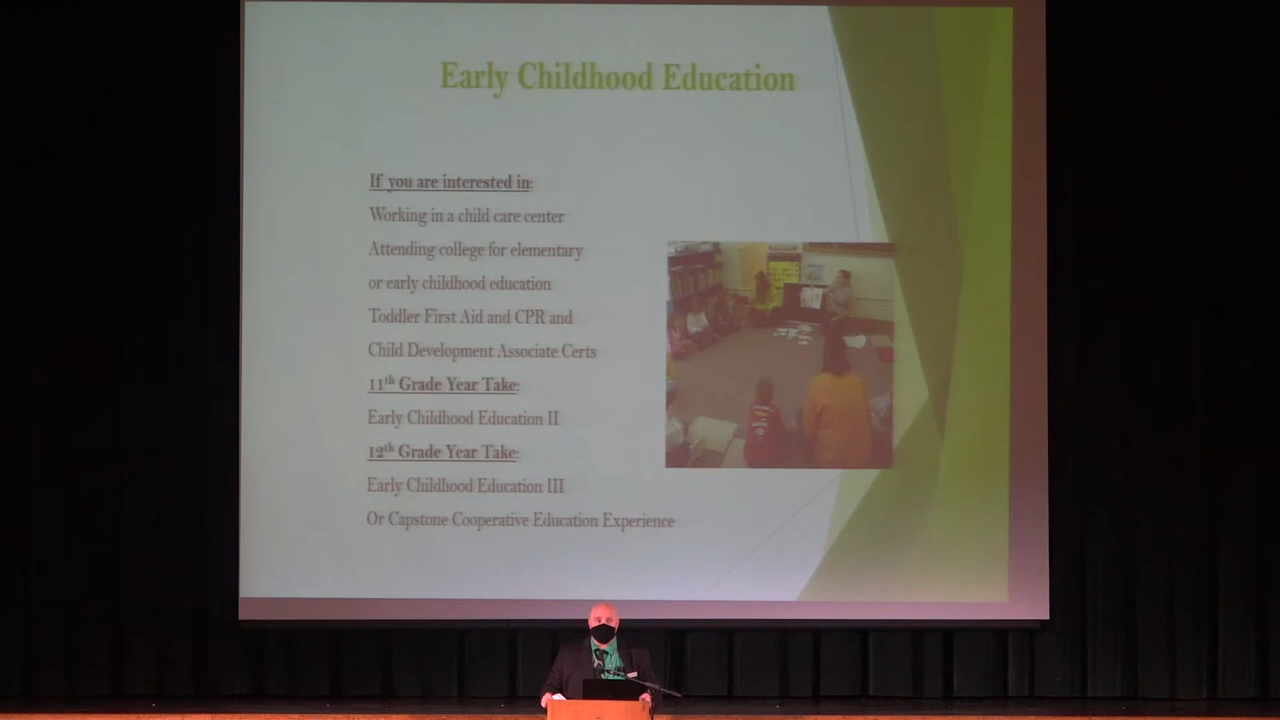 Early Childhood Education
If you are interested in:
Working in a child care center
Attending college for elementary
or early childhood education
Toddler First Aid and CPR and
Child Development Associate Certs
11th Grade Year Take:
Early Childhood Education II
12th Grade Year Take:
Early Childhood Education III
Or Capstone Cooperative Education Experience